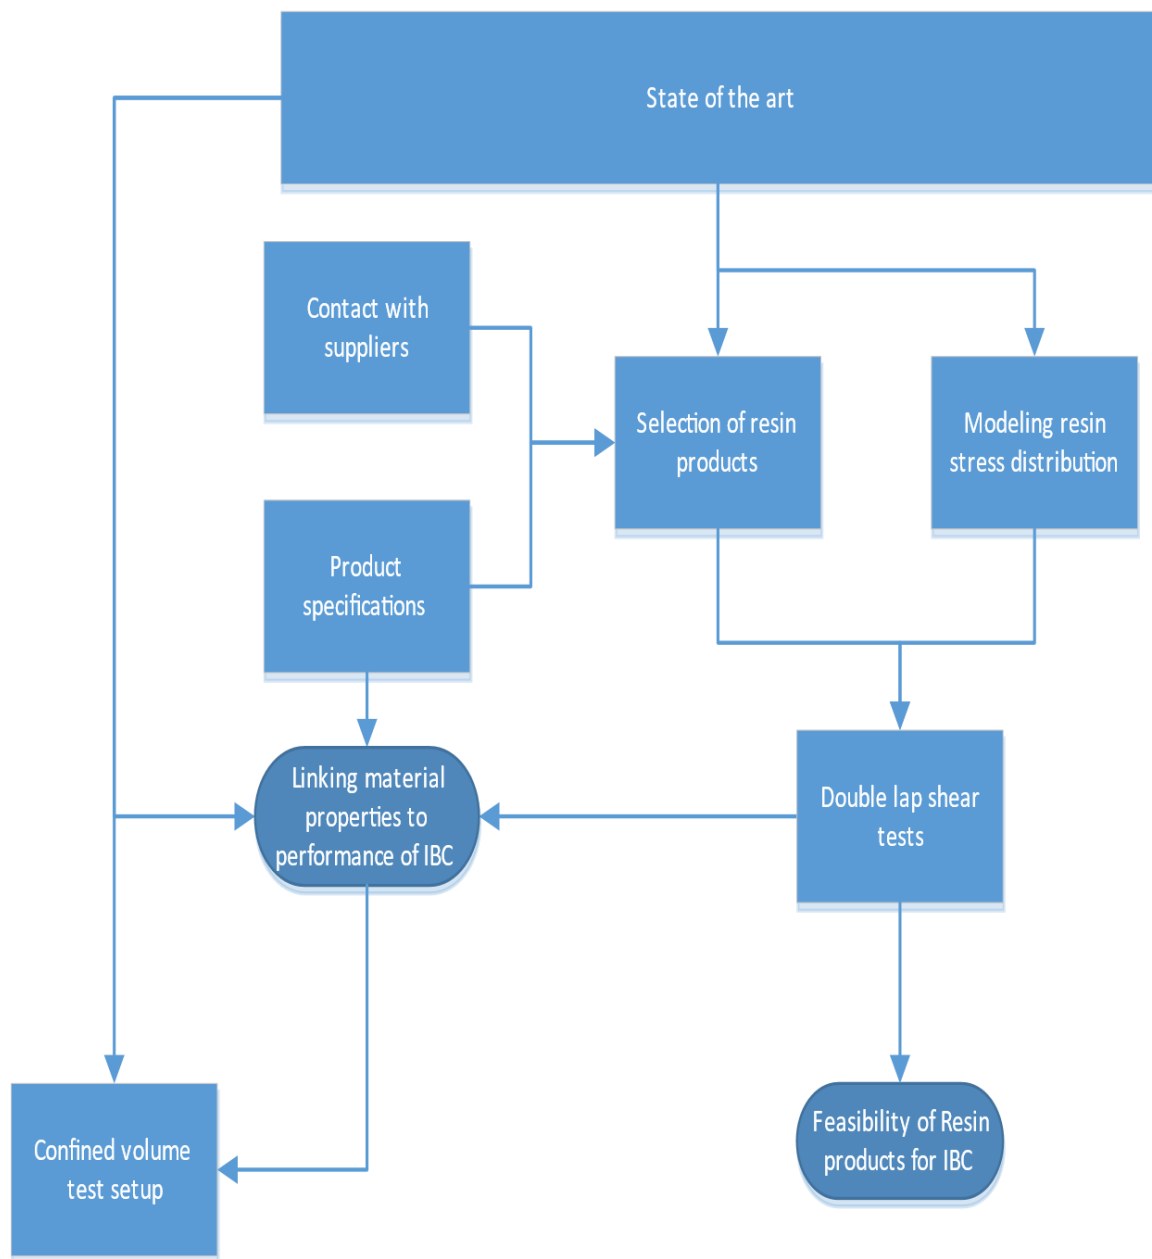 State of the art
Contact with
suppliers
Selection of resin
products
Modeling resin
stress distribution
Product
specifications
Linking material
properties to
performance of IBC
Double lap shear
tests
Confined volume
test setup
Feasibility of Resin
products for IBC